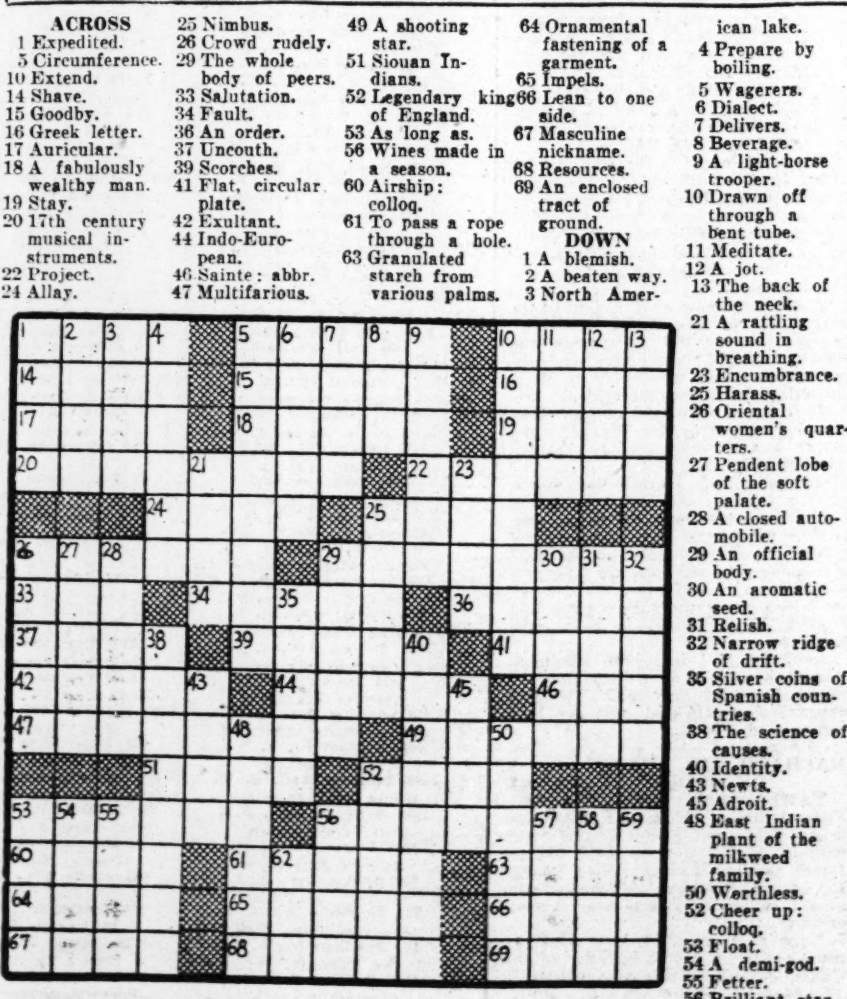 ACROSS
1 Expedited.
5 Circumference.
10 Extend.
14 Shave.
15 Goodby.
16 Greek letter.
17 Auricular.
18 A fabulously
wealthy man.
19 Stay.
20 17th century
musical in-
struments.
22 Project.
24 Allay.
25 Nimbus.
26 Crowd rudely.
29 The whole
body of peers.
33 Salutation.
34 Fault.
36 An order.
37 Uncouth.
39 Scorches.
41 Flat, circular
plate.
42 Exultant.
44 Indo-Euro-
pean.
46 Sainte: abbr.
47 Multifarious.
49 A shooting
star.
51 Siouan In-
dians.
52 Legendary king
of England.
53 As long as.
56 Wines made in
a season.
60 Airship:
colloq.
61 To pass a rope
through a hole.
63 Granulated
starch from
various palms.
64 Ornamental
fastening of a
garment.
65 Impels.
66 Lean to one
side.
67 Masculine
nickname.
68 Resources.
69 An enclosed
tract of
ground.
DOWN
1 A blemish.
2 A beaten way.
3 North Amer-
ican lake.
4 Prepare by
boiling.
5 Wagerers.
6 Dialect.
7 Delivers.
8 Beverage.
9 A light-horse
trooper.
10 Drawn off
through a
bent tube.
11 Meditate.
12 A jot.
13 The back of
the neck.
21 A rattling
sound in
breathing.
23 Encumbrance.
25 Harass.
26 Oriental
women's quar-
ters.
27 Pendent lobe
of the soft
palate.
28 A closed auto-
mobile.
29 An official
body.
30 An aromatic
seed.
31 Relish.
32 Narrow ridge
of drift.
35 Silver coins of
Spanish coun-
tries.
38 The science of
causes.
40 Identity.
43 Newts.
45 Adroit.
48 East Indian
plant of the
milkweed
family.
50 Worthless.
52 Cheer up:
colloq.
53 Float.
54 A demi-god.
55 Fetter.
56 Brilliant star
1 2 3 4 5 6 7 8 9 10 11 12 13
14 15 16
17 18 19
20 21 22 23
24 25
26 27 28 29 30 31 32
33 34 35 36
37 38 39 40 41
42 43 44 45 46
47 48 49 50
51 52
53 54 55 56 57 58 59
60 61 62 63
64 65 66
67 68 69